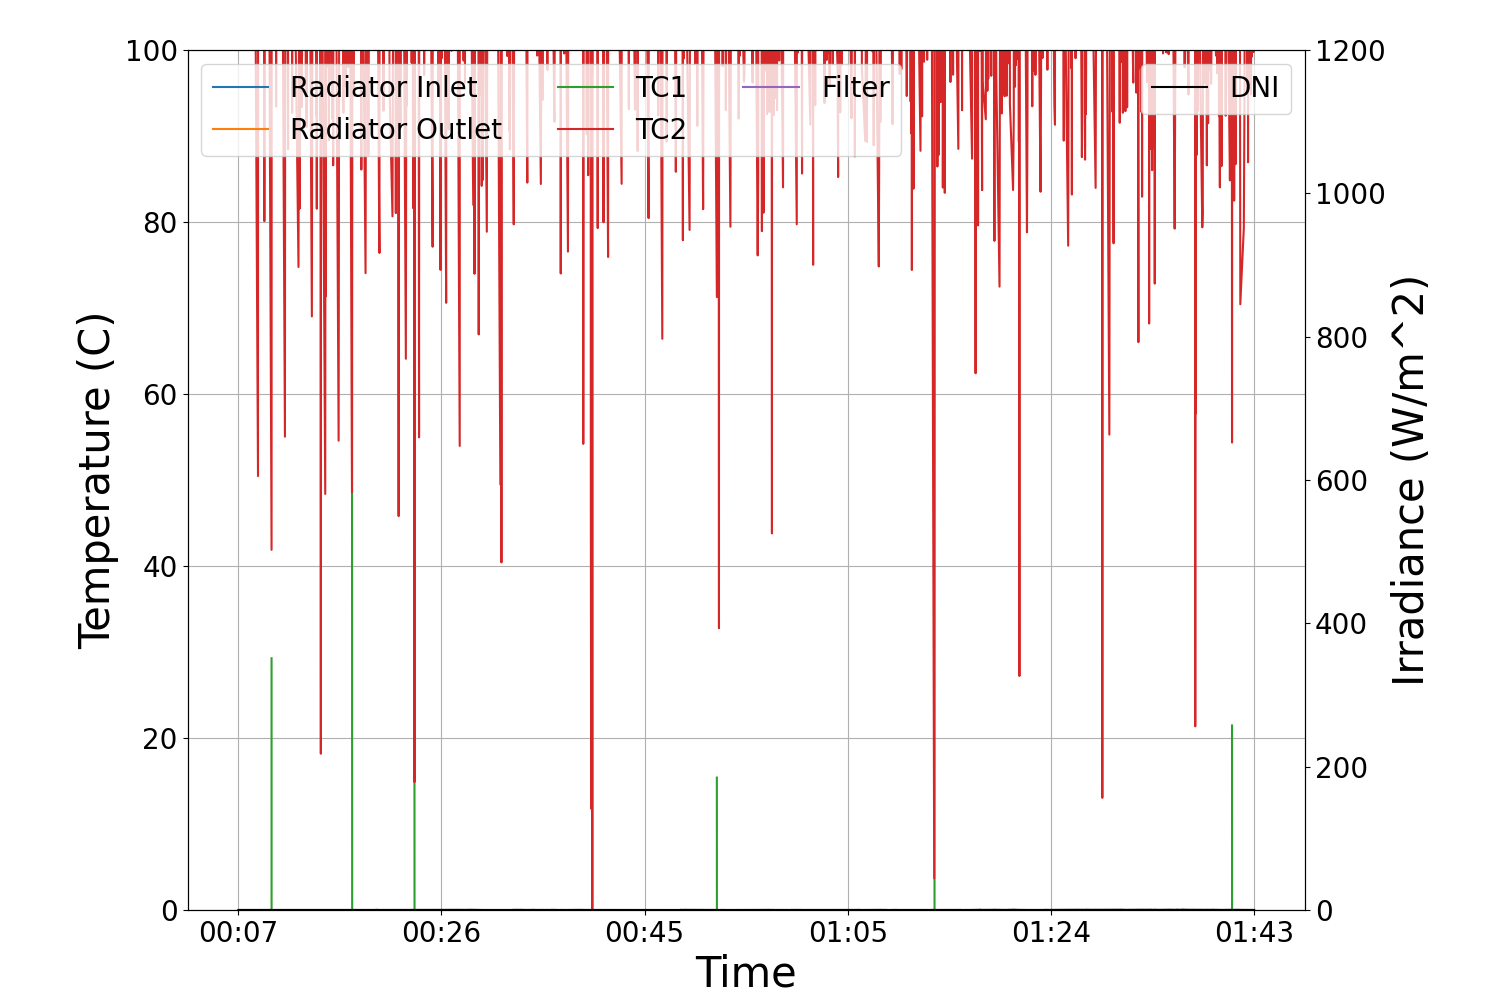 100
80
60
40
20
0
Temperature (C)
Radiator Inlet
Radiator Outlet
TC1
TC2
Filter
DNI
1200
1000
800
600
400
200
0
Irradiance (W/m^2)
00:07 00:26 00:45 01:05 01:24 01:43
Time